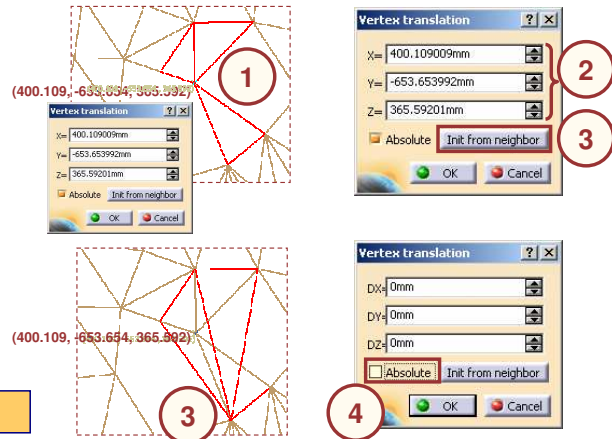 1
(400.109, -653.654, 365.592)
Vertex translation
X= 400.109009mm
Y= -653.653992mm
Z= 365.59201mm
Absolute Init from neighbor
OK Cancel
Vertex translation
X= 400.109009mm
Y= -653.653992mm
Z= 365.59201mm
Absolute Init from neighbor
OK Cancel
2
3
(400.109, -653.654, 365.592)
3
Vertex translation
DX= 0mm
DY= 0mm
DZ= 0mm
Absolute Init from neighbor
OK Cancel
4